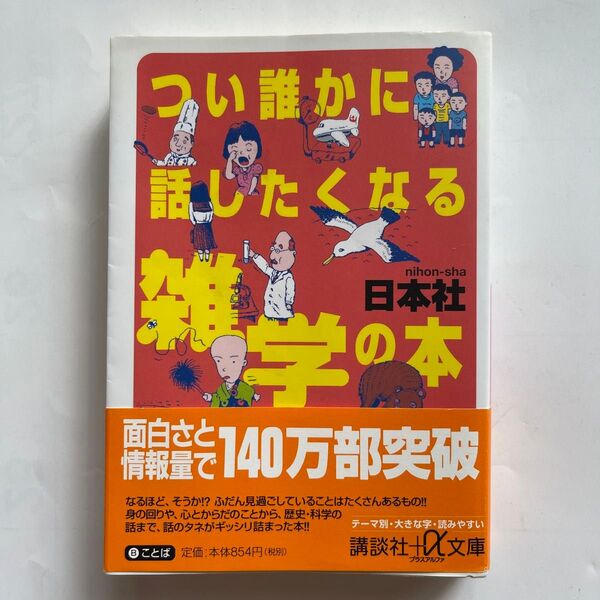 つい誰かに
話したくなる
雑学の本
nihon-sha
日本社
面白さと
情報量で140万部突破
なるほど、そうか!? ふだん見過ごしていることはたくさんあるもの!!
身の回りや、心とからだのことから、歴史・科学の
話まで、話のタネがギッシリ詰まった本!!
テーマ別・大きな字・読みやすい
B ことば 定価:本体854円(税別)
講談社+α文庫
プラスアルファ